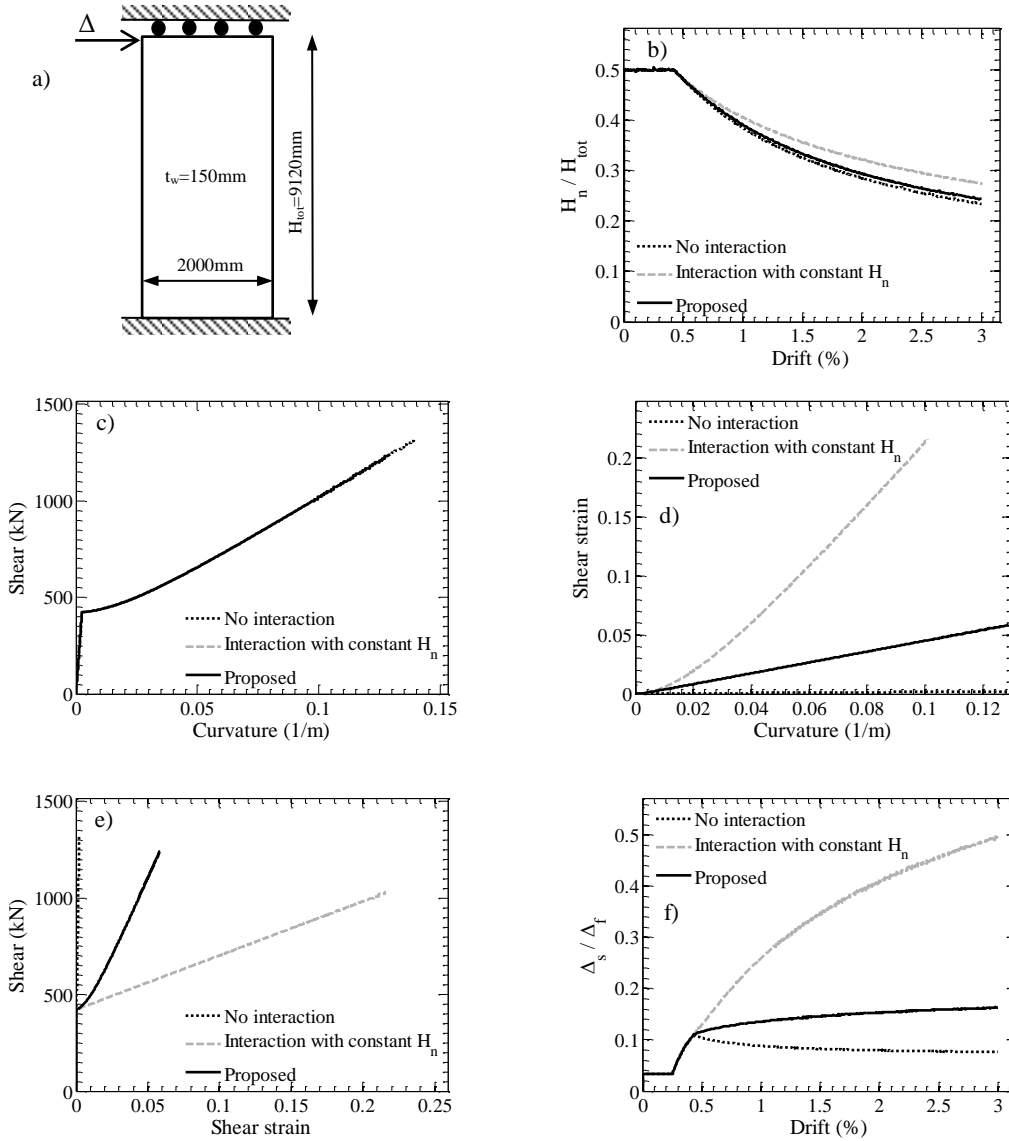 a)
Δ
t_w=150mm
2000mm
H_tot=9120mm
b)
H_n / H_tot
0.5
0.4
0.3
0.2
0.1
0
No interaction
Interaction with constant H_n
Proposed
0 0.5 1 1.5 2 2.5 3
Drift (%)
c)
Shear (kN)
1500
1000
500
0
No interaction
Interaction with constant H_n
Proposed
0 0.05 0.1 0.15
Curvature (1/m)
d)
Shear strain
0.2
0.15
0.1
0.05
0
No interaction
Interaction with constant H_n
Proposed
0 0.02 0.04 0.06 0.08 0.1 0.12
Curvature (1/m)
e)
Shear (kN)
1500
1000
500
0
No interaction
Interaction with constant H_n
Proposed
0 0.05 0.1 0.15 0.2 0.25
Shear strain
f)
Δ_s / Δ_f
0.5
0.4
0.3
0.2
0.1
0
No interaction
Interaction with constant H_n
Proposed
0 0.5 1 1.5 2 2.5 3
Drift (%)